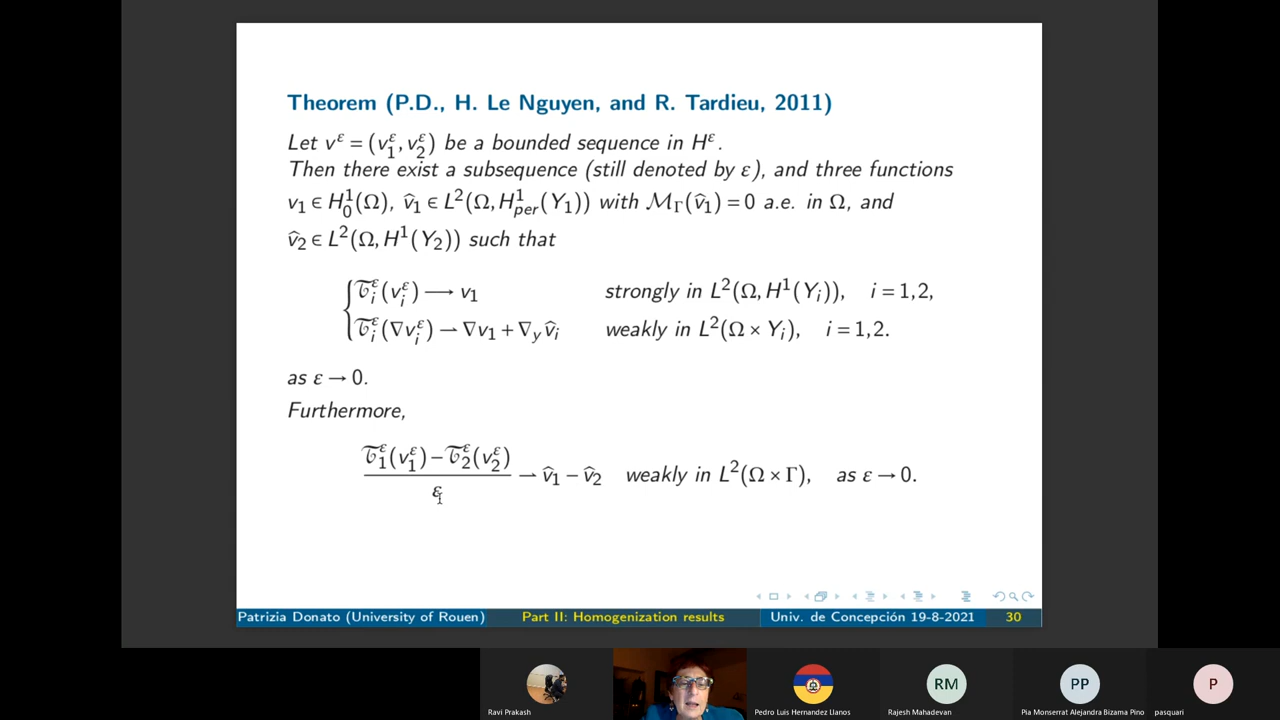 Theorem (P.D., H. Le Nguyen, and R. Tardieu, 2011)
Let v^ε = (v_1^ε, v_2^ε) be a bounded sequence in H^ε.
Then there exist a subsequence (still denoted by ε), and three functions
v_1 ∈ H_0^1(Ω), v̂_1 ∈ L^2(Ω, H_per^1(Y_1)) with M_Γ(v̂_1) = 0 a.e. in Ω, and
v̂_2 ∈ L^2(Ω, H^1(Y_2)) such that
{ T_i^ε(v_i^ε) ⟶ v_1 strongly in L^2(Ω, H^1(Y_i)), i = 1,2,
T_i^ε(∇v_i^ε) ⇀ ∇v_1 + ∇_y v̂_i weakly in L^2(Ω × Y_i), i = 1,2.
as ε → 0.
Furthermore,
(T_1^ε(v_1^ε) − T_2^ε(v_2^ε)) / ε ⇀ v̂_1 − v̂_2 weakly in L^2(Ω × Γ), as ε → 0.
Patrizia Donato (University of Rouen) Part II: Homogenization results Univ. de Concepción 19-8-2021 30
RM PP P
Ravi Prakash Pedro Luis Hernandez Llanos Rajesh Mahadevan Pia Monserrat Alejandra Bizama Pino pasquari